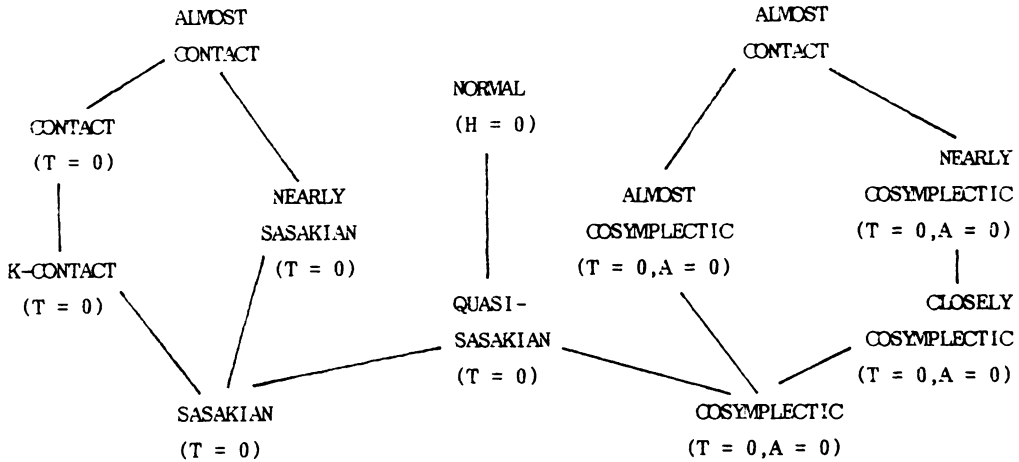 ALMOST
CONTACT
CONTACT
(T = 0)
K-CONTACT
(T = 0)
NEARLY
SASAKIAN
(T = 0)
SASAKIAN
(T = 0)
NORMAL
(H = 0)
QUASI-
SASAKIAN
(T = 0)
ALMOST
CONTACT
ALMOST
COSYMPLECTIC
(T = 0,A = 0)
NEARLY
COSYMPLECTIC
(T = 0,A = 0)
CLOSELY
COSYMPLECTIC
(T = 0,A = 0)
COSYMPLECTIC
(T = 0,A = 0)